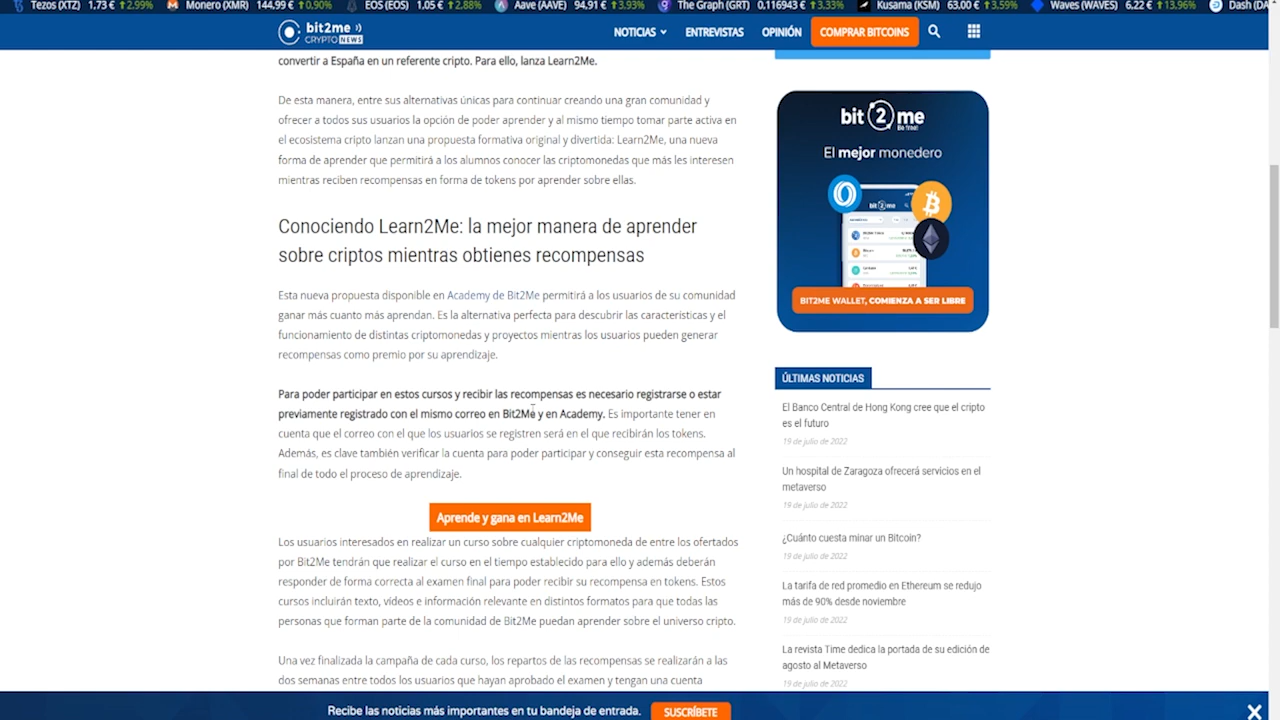 Tezos (XTZ) 1,73 € 2.99% Monero (XMR) 144,99 € 0.90% EOS (EOS) 1,05 € 2.88% Aave (AAVE) 94,91 € 3.93% The Graph (GRT) 0,116943 € 3.33% Kusama (KSM) 63,00 € 3.59% Waves (WAVES) 6,22 € 13.96% Dash (DA
bit2me
CRYPTO NEWS
NOTICIAS ENTREVISTAS OPINIÓN COMPRAR BITCOINS
convertir a España en un referente cripto. Para ello, lanza Learn2Me.
De esta manera, entre sus alternativas únicas para continuar creando una gran comunidad y
ofrecer a todos sus usuarios la opción de poder aprender y al mismo tiempo tomar parte activa en
el ecosistema cripto lanzan una propuesta formativa original y divertida: Learn2Me, una nueva
forma de aprender que permitirá a los alumnos conocer las criptomonedas que más les interesen
mientras reciben recompensas en forma de tokens por aprender sobre ellas.
Conociendo Learn2Me: la mejor manera de aprender
sobre criptos mientras obtienes recompensas
Esta nueva propuesta disponible en Academy de Bit2Me permitirá a los usuarios de su comunidad
ganar más cuanto más aprendan. Es la alternativa perfecta para descubrir las características y el
funcionamiento de distintas criptomonedas y proyectos mientras los usuarios pueden generar
recompensas como premio por su aprendizaje.
Para poder participar en estos cursos y recibir las recompensas es necesario registrarse o estar
previamente registrado con el mismo correo en Bit2Me y en Academy. Es importante tener en
cuenta que el correo con el que los usuarios se registren será en el que recibirán los tokens.
Además, es clave también verificar la cuenta para poder participar y conseguir esta recompensa al
final de todo el proceso de aprendizaje.
Aprende y gana en Learn2Me
Los usuarios interesados en realizar un curso sobre cualquier criptomoneda de entre los ofertados
por Bit2Me tendrán que realizar el curso en el tiempo establecido para ello y además deberán
responder de forma correcta al examen final para poder recibir su recompensa en tokens. Estos
cursos incluirán texto, vídeos e información relevante en distintos formatos para que todas las
personas que forman parte de la comunidad de Bit2Me puedan aprender sobre el universo cripto.
Una vez finalizada la campaña de cada curso, los repartos de las recompensas se realizarán a las
dos semanas entre todos los usuarios que hayan aprobado el examen y tengan una cuenta
bit2me
Be free!
El mejor monedero
bit2me
BIT2ME WALLET, COMIENZA A SER LIBRE
ÚLTIMAS NOTICIAS
El Banco Central de Hong Kong cree que el cripto
es el futuro
19 de julio de 2022
Un hospital de Zaragoza ofrecerá servicios en el
metaverso
19 de julio de 2022
¿Cuánto cuesta minar un Bitcoin?
19 de julio de 2022
La tarifa de red promedio en Ethereum se redujo
más de 90% desde noviembre
19 de julio de 2022
La revista Time dedica la portada de su edición de
agosto al Metaverso
19 de julio de 2022
Recibe las noticias más importantes en tu bandeja de entrada. SUSCRÍBETE